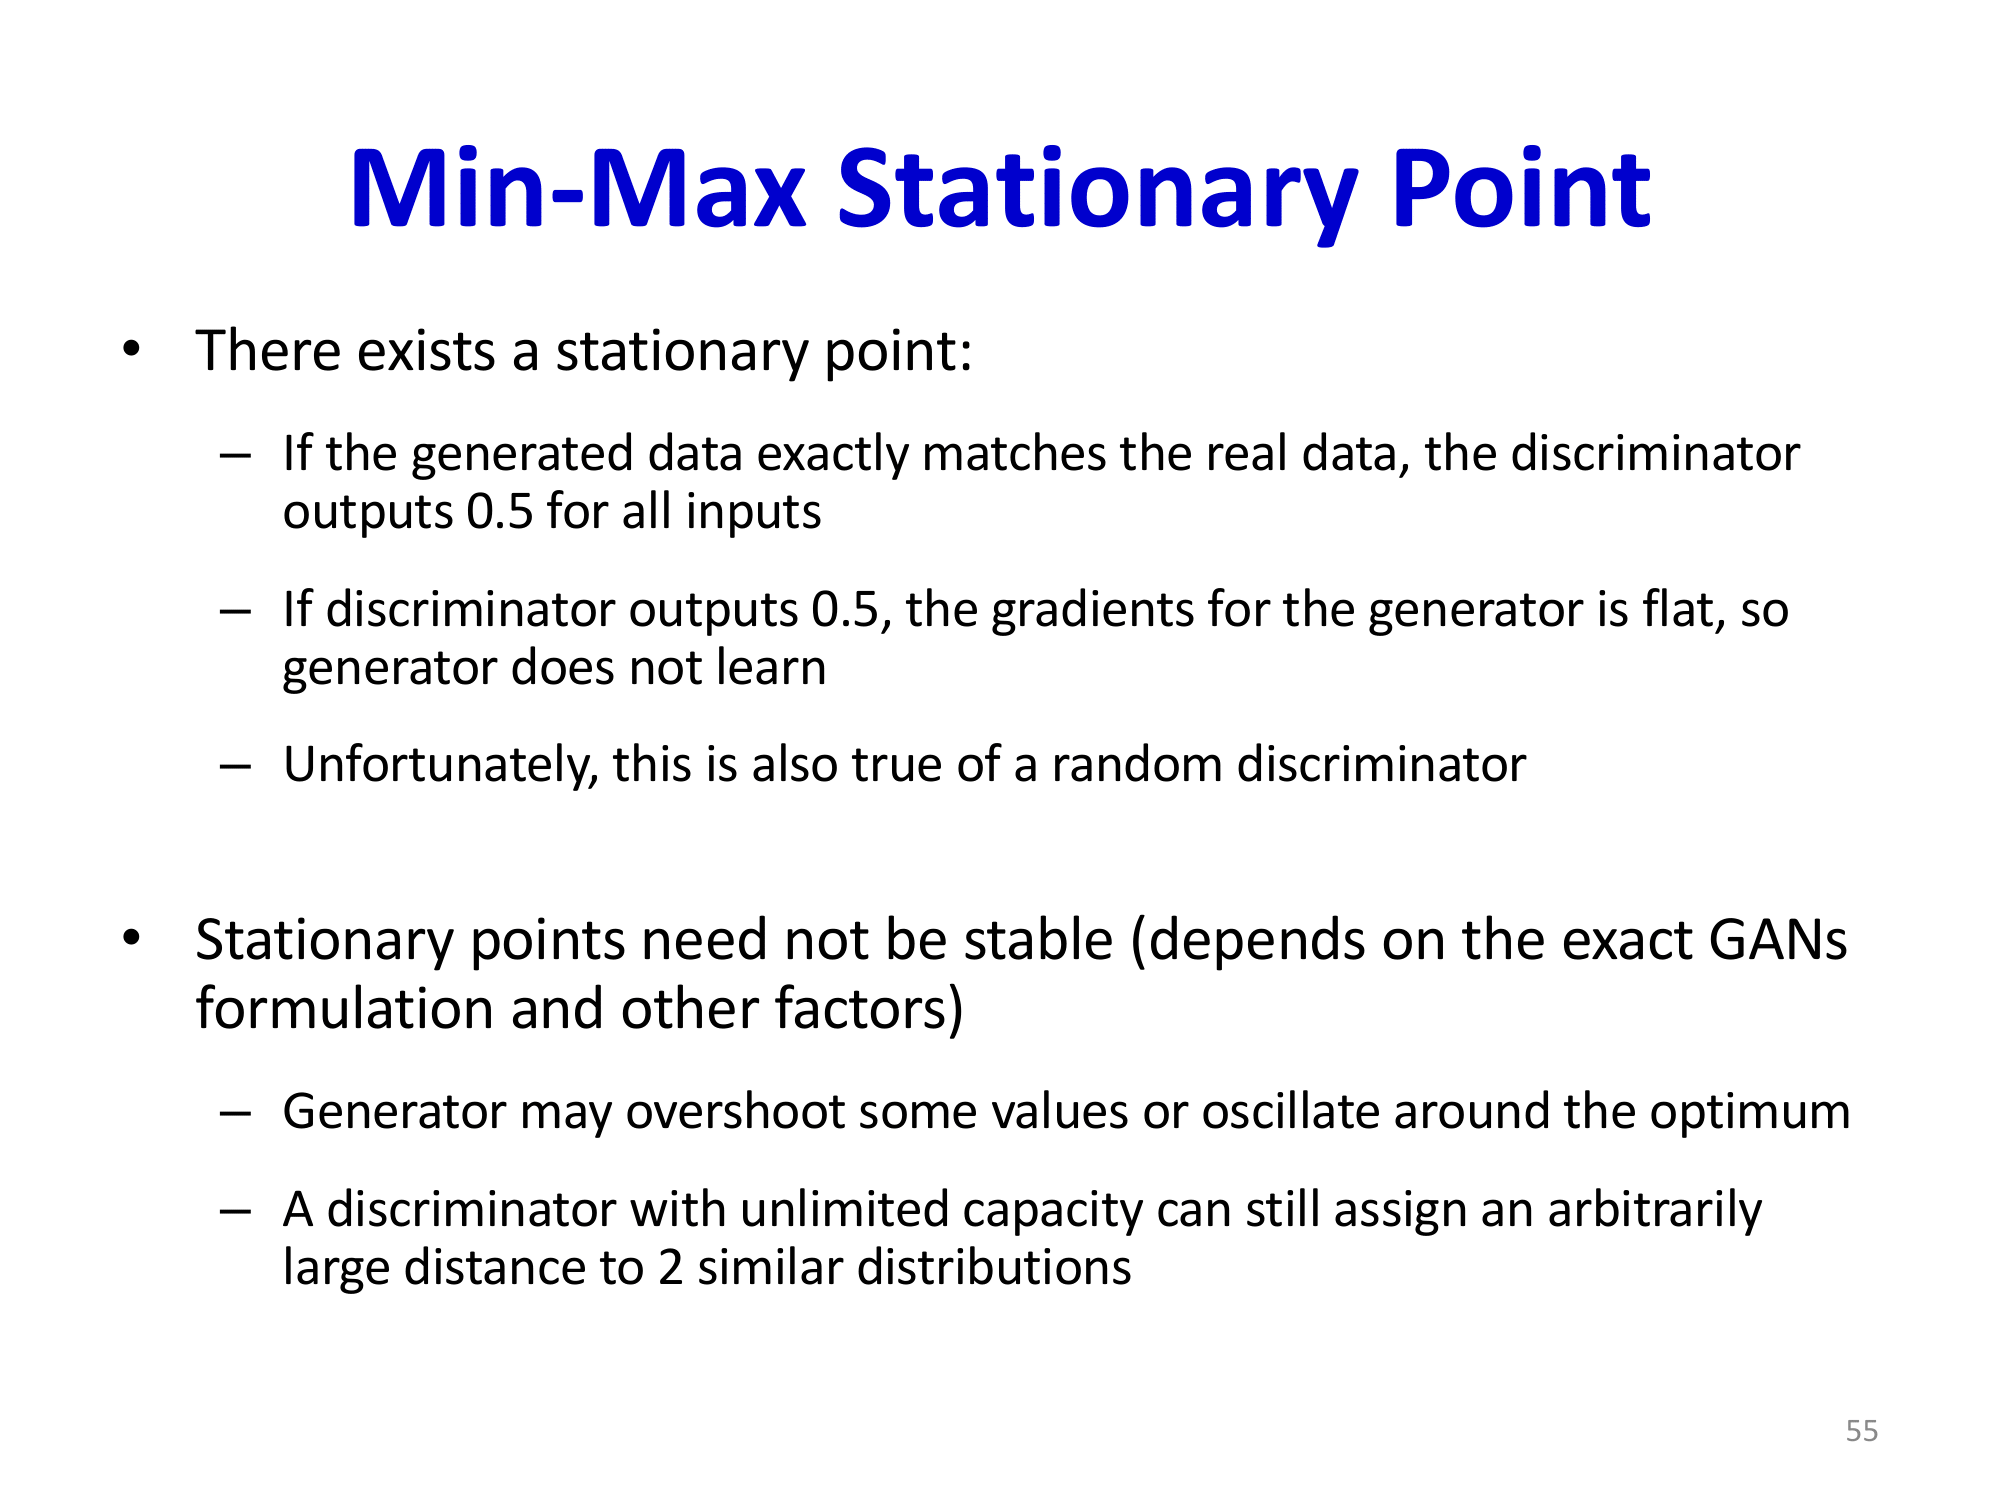 Min-Max Stationary Point
• There exists a stationary point:
– If the generated data exactly matches the real data, the discriminator
outputs 0.5 for all inputs
– If discriminator outputs 0.5, the gradients for the generator is flat, so
generator does not learn
– Unfortunately, this is also true of a random discriminator
• Stationary points need not be stable (depends on the exact GANs
formulation and other factors)
– Generator may overshoot some values or oscillate around the optimum
– A discriminator with unlimited capacity can still assign an arbitrarily
large distance to 2 similar distributions
55